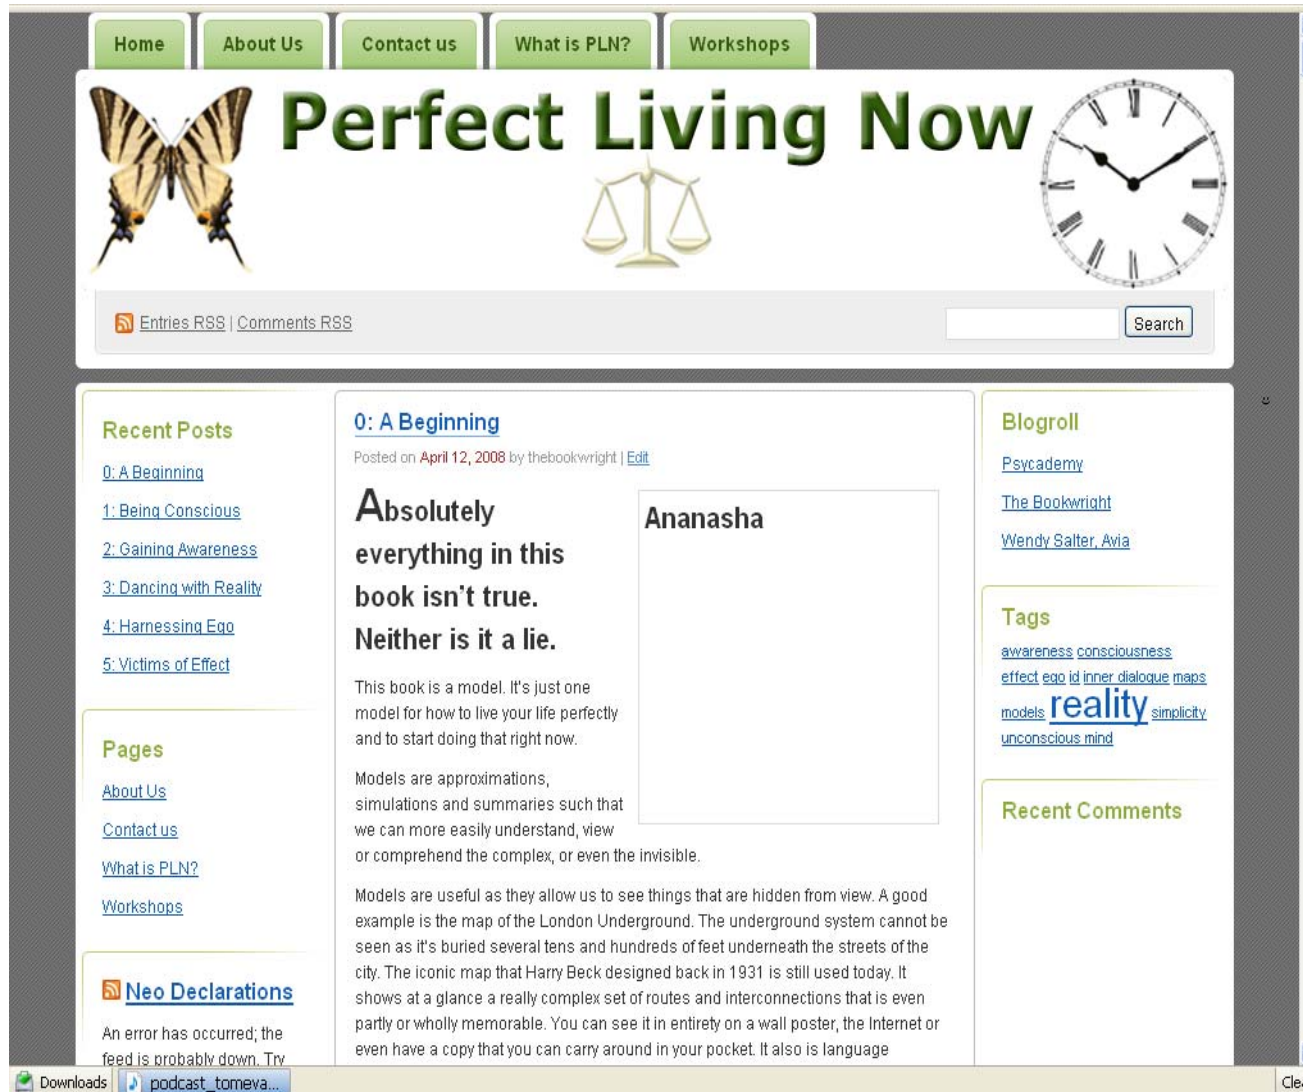 Home
About Us
Contact us
What is PLN?
Workshops
Perfect Living Now
Entries RSS | Comments RSS
Search
Recent Posts
0: A Beginning
1: Being Conscious
2: Gaining Awareness
3: Dancing with Reality
4: Harnessing Ego
5: Victims of Effect
Pages
About Us
Contact us
What is PLN?
Workshops
Neo Declarations
An error has occurred; the
feed is probably down. Try
0: A Beginning
Posted on April 12, 2008 by thebookwright | Edit
Absolutely
everything in this
book isn't true.
Neither is it a lie.
Ananasha
This book is a model. It's just one
model for how to live your life perfectly
and to start doing that right now.
Models are approximations,
simulations and summaries such that
we can more easily understand, view
or comprehend the complex, or even the invisible.
Models are useful as they allow us to see things that are hidden from view. A good
example is the map of the London Underground. The underground system cannot be
seen as it's buried several tens and hundreds of feet underneath the streets of the
city. The iconic map that Harry Beck designed back in 1931 is still used today. It
shows at a glance a really complex set of routes and interconnections that is even
partly or wholly memorable. You can see it in entirety on a wall poster, the Internet or
even have a copy that you can carry around in your pocket. It also is language
Blogroll
Psycademy
The Bookwright
Wendy Salter, Avia
Tags
awareness consciousness
effect ego id inner dialogue maps
models reality simplicity
unconscious mind
Recent Comments
Downloads
podcast_tomeva...
Cle